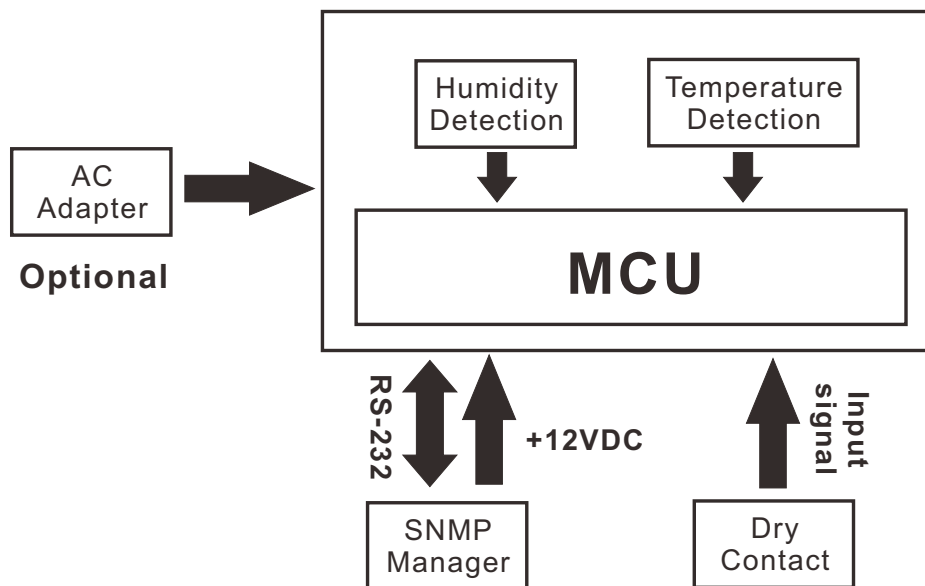 Humidity
Detection
Temperature
Detection
AC
Adapter
Optional
MCU
RS-232
+12VDC
Input
signal
SNMP
Manager
Dry
Contact